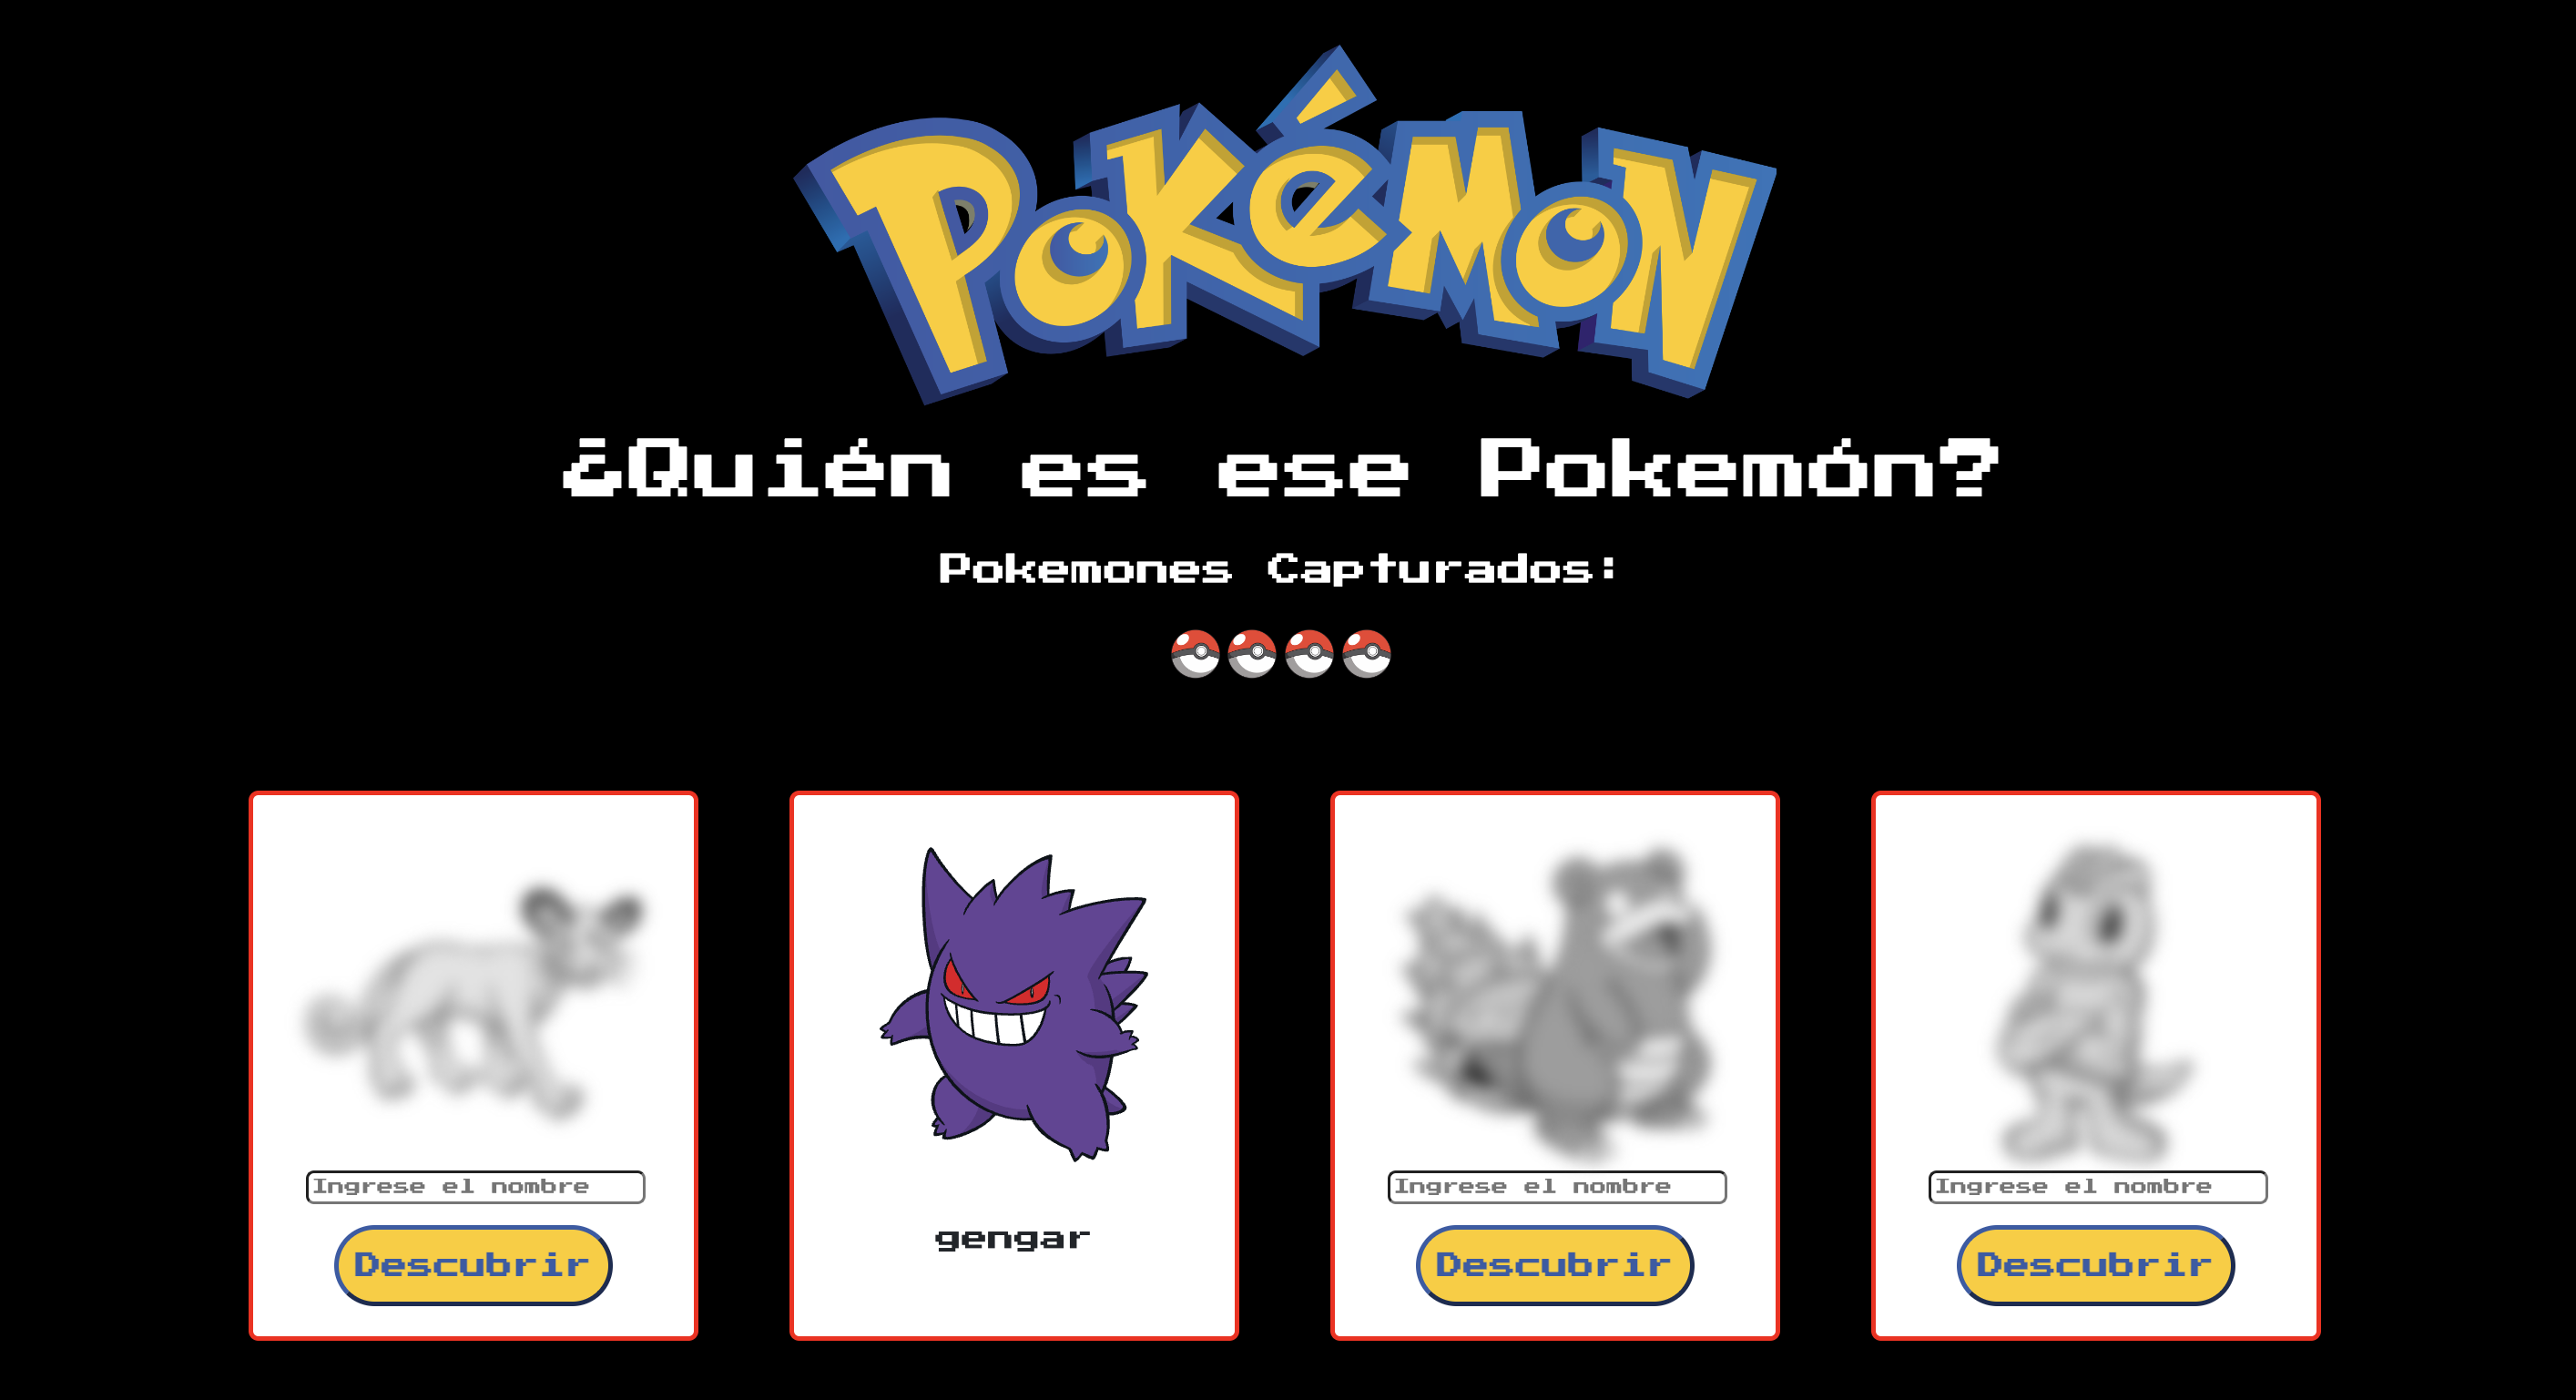 POKéMON
¿Quién es ese Pokemón?
Pokemones Capturados:
Ingrese el nombre
Descubrir
gengar
Ingrese el nombre
Descubrir
Ingrese el nombre
Descubrir